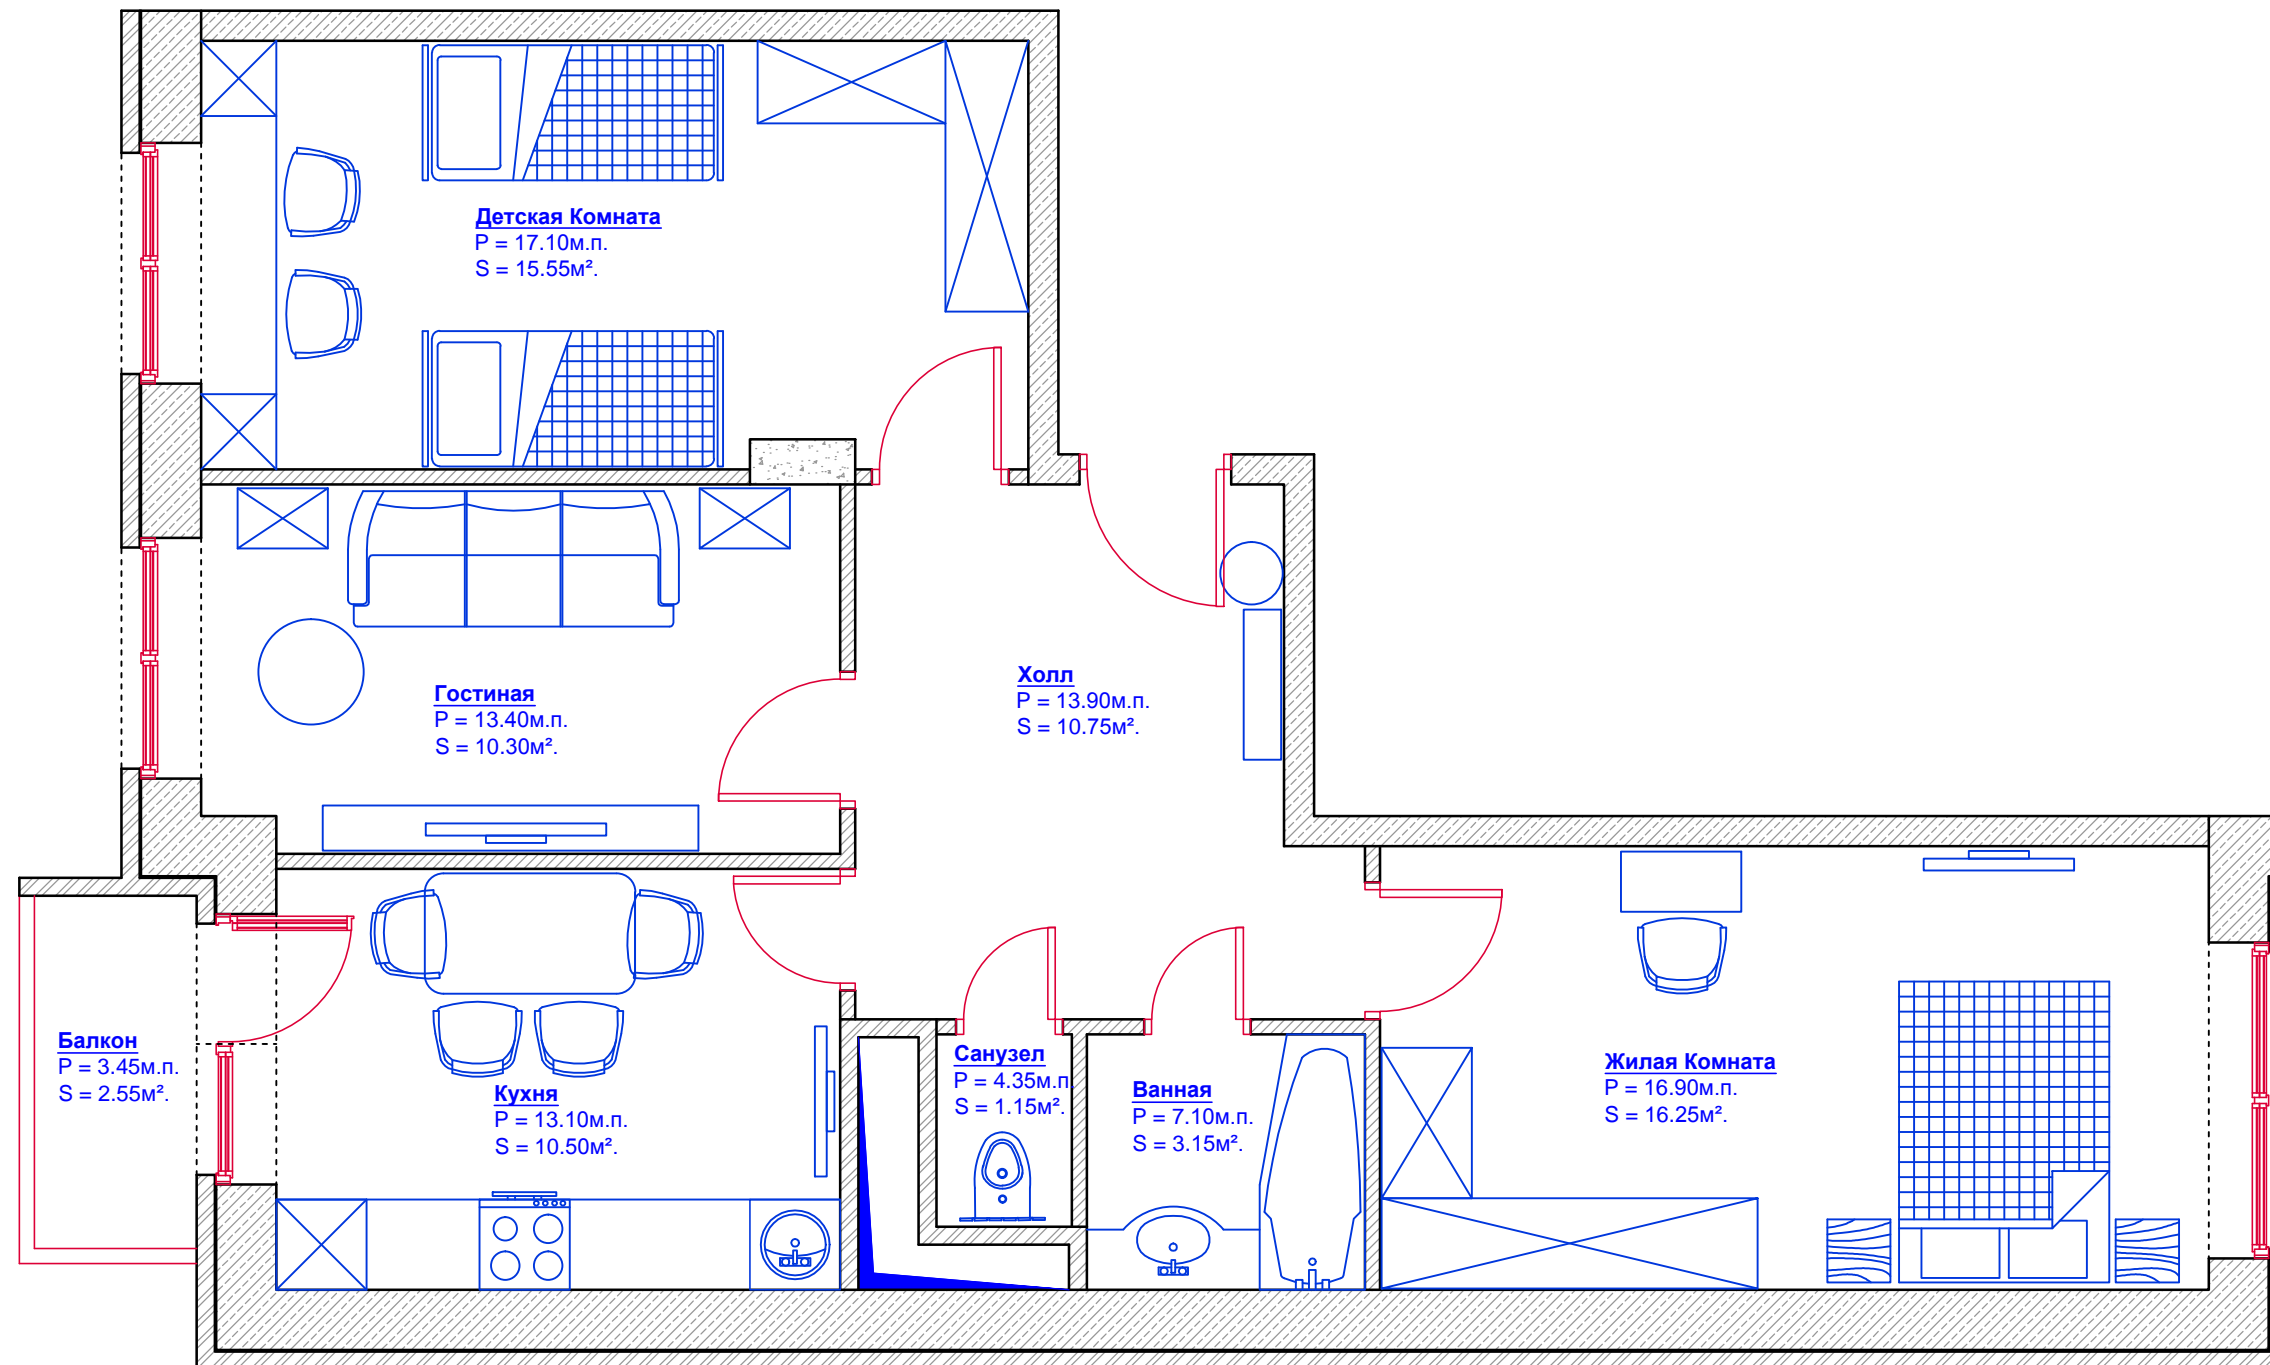 Детская Комната
P = 17.10м.п.
S = 15.55м².
Гостиная
P = 13.40м.п.
S = 10.30м².
Холл
P = 13.90м.п.
S = 10.75м².
Балкон
P = 3.45м.п.
S = 2.55м².
Кухня
P = 13.10м.п.
S = 10.50м².
Санузел
P = 4.35м.п
S = 1.15м².
Ванная
P = 7.10м.п.
S = 3.15м².
Жилая Комната
P = 16.90м.п.
S = 16.25м².